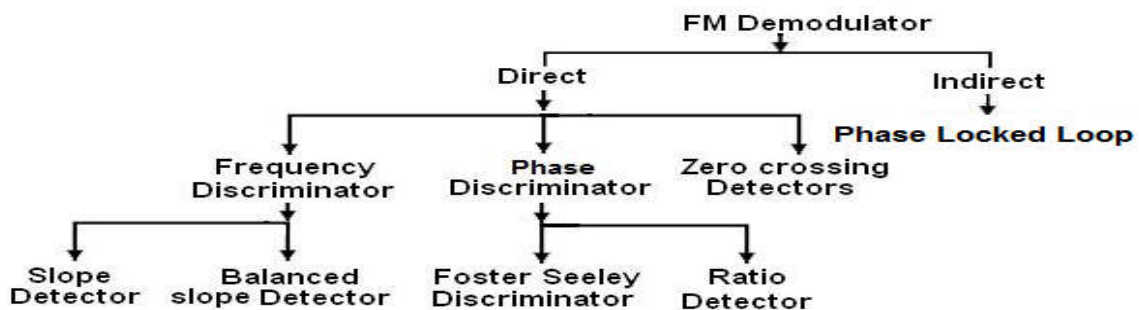 FM Demodulator
Direct
Indirect
Phase Locked Loop
Frequency
Discriminator
Phase
Discriminator
Zero crossing
Detectors
Slope
Detector
Balanced
slope Detector
Foster Seeley
Discriminator
Ratio
Detector